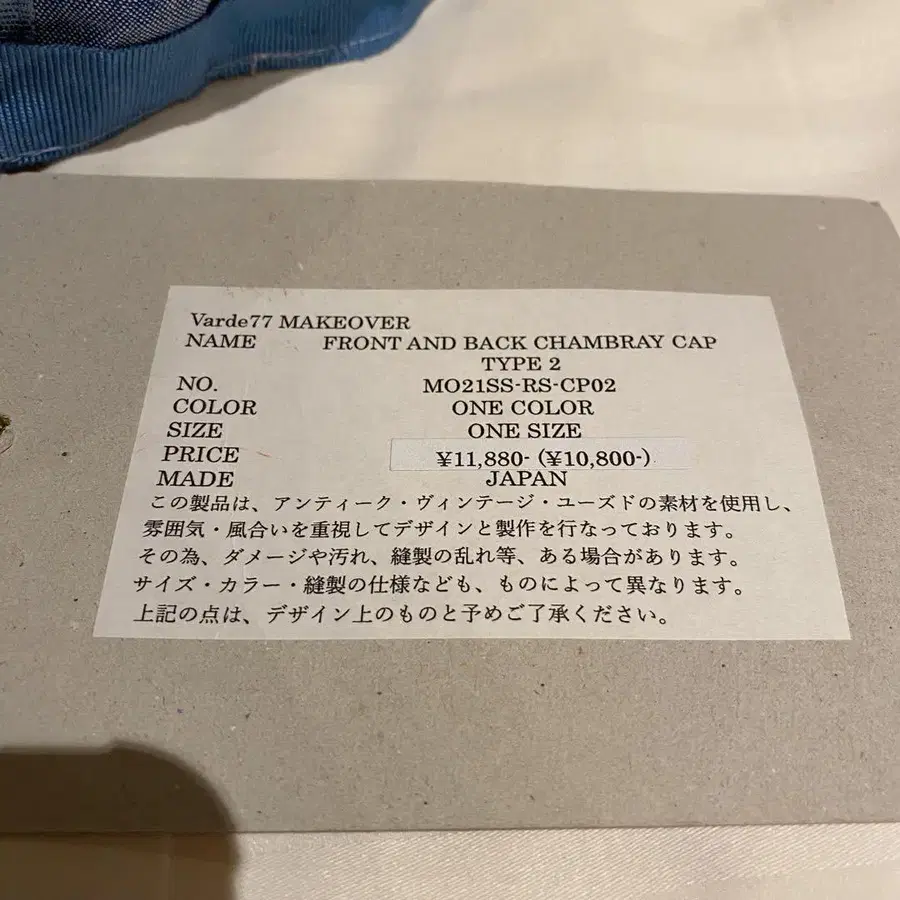 Varde77 MAKEOVER
NAME FRONT AND BACK CHAMBRAY CAP
TYPE 2
NO. MO21SS-RS-CP02
COLOR ONE COLOR
SIZE ONE SIZE
PRICE ¥11,880- (¥10,800-)
MADE JAPAN
この製品は、アンティーク・ヴィンテージ・ユーズドの素材を使用し、
雰囲気・風合いを重視してデザインと製作を行なっております。
その為、ダメージや汚れ、縫製の乱れ等、ある場合があります。
サイズ・カラー・縫製の仕様なども、ものによって異なります。
上記の点は、デザイン上のものと予めご了承ください。